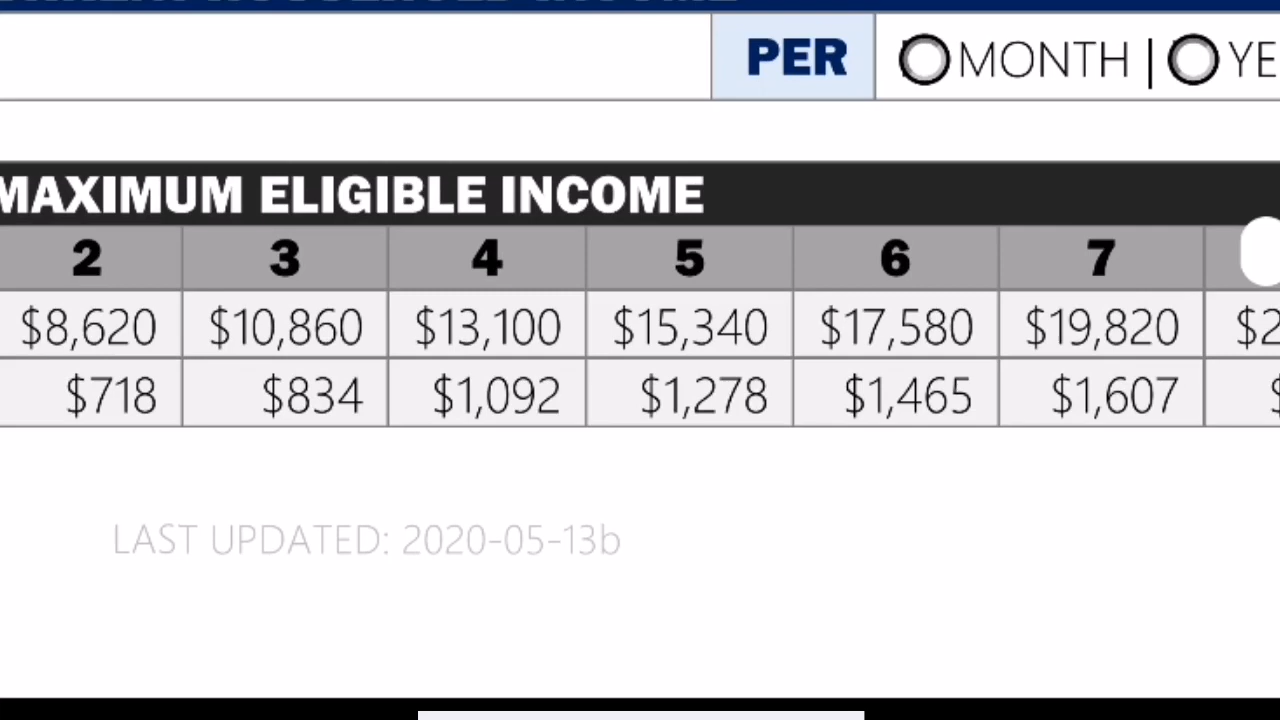 PER MONTH | YE
MAXIMUM ELIGIBLE INCOME
2 3 4 5 6 7
$8,620 $10,860 $13,100 $15,340 $17,580 $19,820 $2
$718 $834 $1,092 $1,278 $1,465 $1,607 $
LAST UPDATED: 2020-05-13b